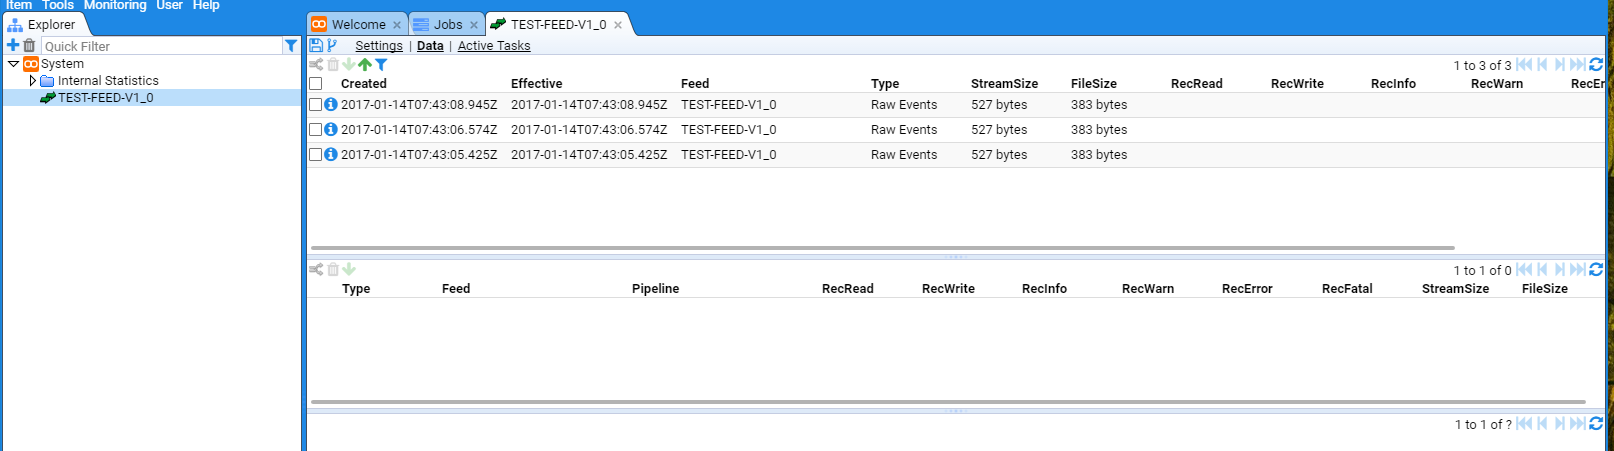 Item Tools Monitoring User Help
Explorer
Quick Filter
System
Internal Statistics
TEST-FEED-V1_0
Welcome Jobs TEST-FEED-V1_0
Settings | Data | Active Tasks
1 to 3 of 3
Created Effective Feed Type StreamSize FileSize RecRead RecWrite RecInfo RecWarn RecErr
2017-01-14T07:43:08.945Z 2017-01-14T07:43:08.945Z TEST-FEED-V1_0 Raw Events 527 bytes 383 bytes
2017-01-14T07:43:06.574Z 2017-01-14T07:43:06.574Z TEST-FEED-V1_0 Raw Events 527 bytes 383 bytes
2017-01-14T07:43:05.425Z 2017-01-14T07:43:05.425Z TEST-FEED-V1_0 Raw Events 527 bytes 383 bytes
1 to 1 of 0
Type Feed Pipeline RecRead RecWrite RecInfo RecWarn RecError RecFatal StreamSize FileSize
1 to 1 of ?